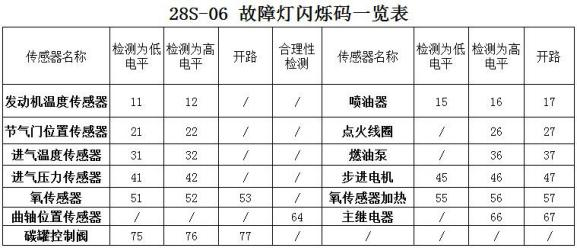 28S-06 故障灯闪烁码一览表
传感器名称 检测为低电平 检测为高电平 开路 合理性检测 传感器名称 检测为低电平 检测为高电平 开路
发动机温度传感器 11 12 / / 喷油器 15 16 17
节气门位置传感器 21 22 / / 点火线圈 / 26 27
进气温度传感器 31 32 / / 燃油泵 / 36 37
进气压力传感器 41 42 / / 步进电机 45 46 47
氧传感器 51 52 53 / 氧传感器加热 55 56 57
曲轴位置传感器 / / / 64 主继电器 / 66 67
碳罐控制阀 75 76 77 / / / /